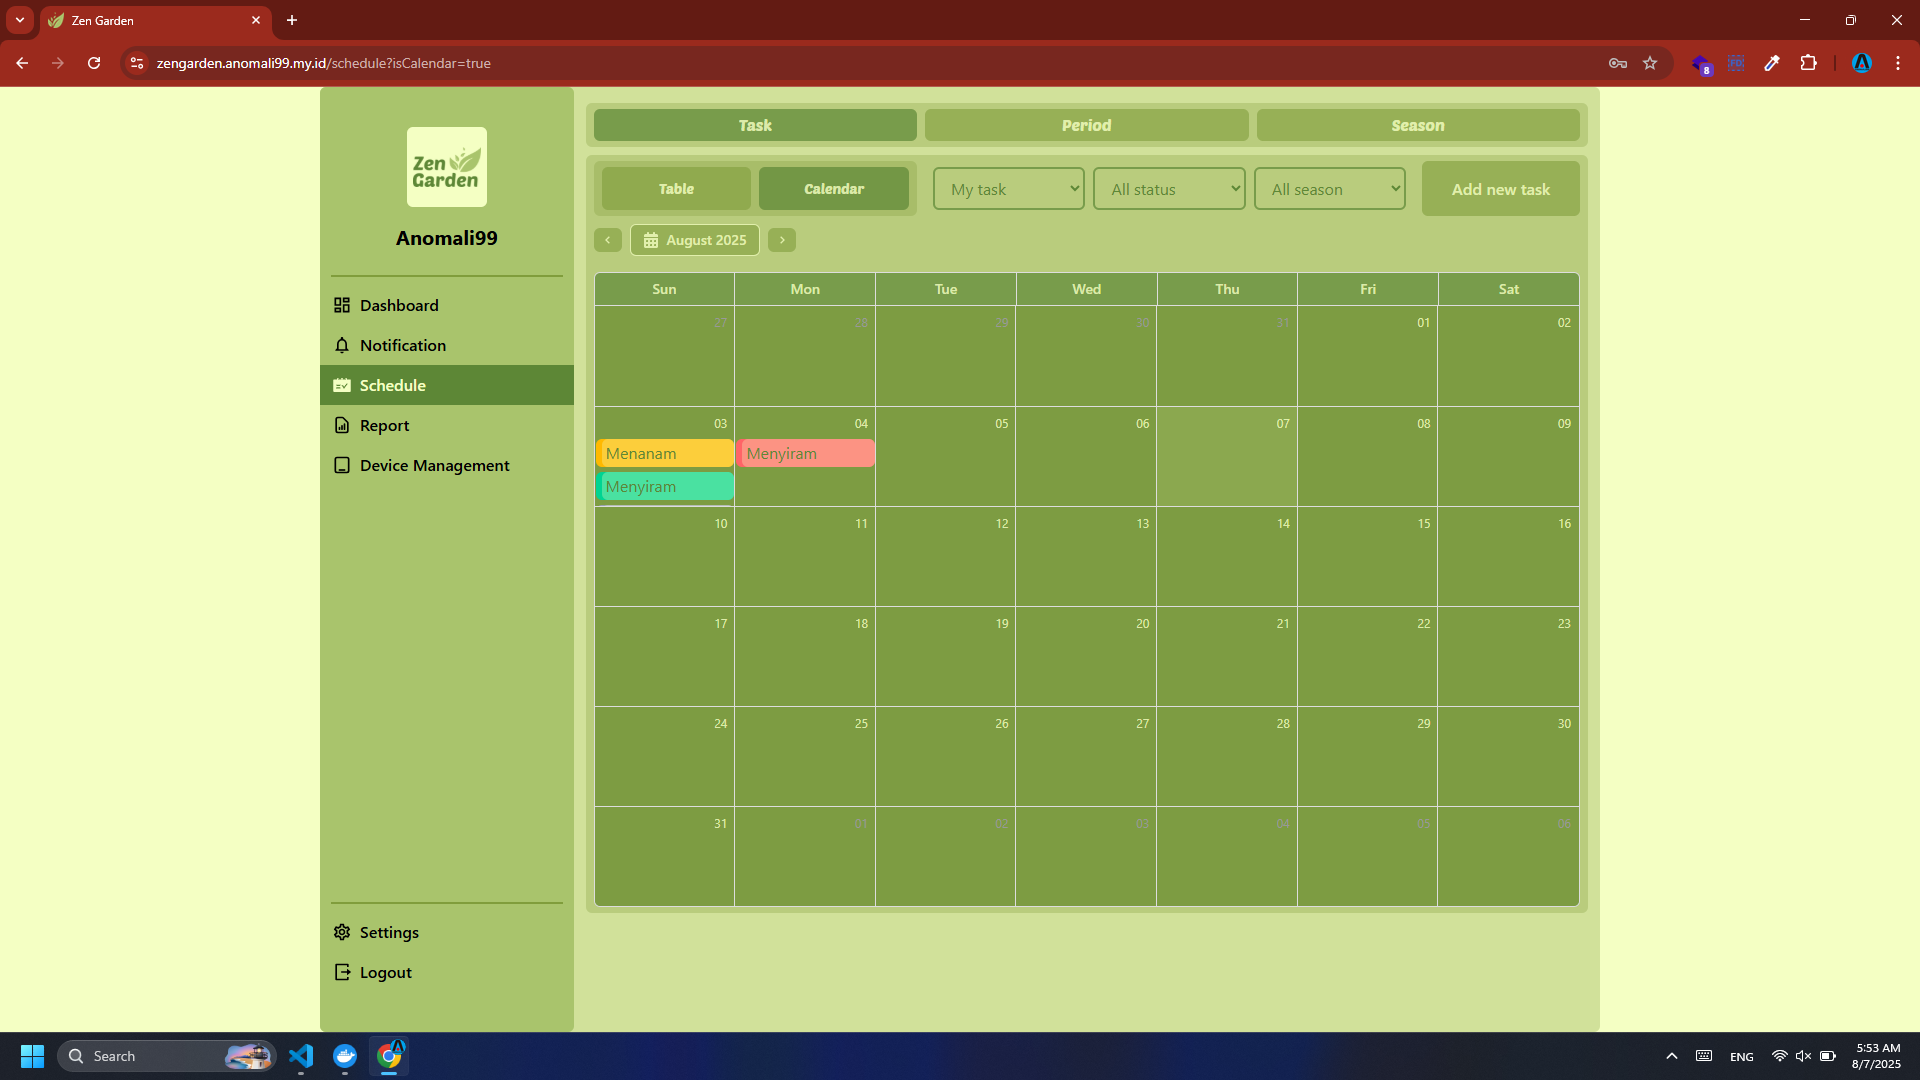 Zen Garden
zengarden.anomali99.my.id/schedule?isCalendar=true
8
Zen
Garden
Anomali99
Dashboard
Notification
Schedule
Report
Device Management
Settings
Logout
Task Period Season
Table Calendar My task All status All season Add new task
August 2025
Sun Mon Tue Wed Thu Fri Sat
27 28 29 30 31 01 02
03 04 05 06 07 08 09
Menanam Menyiram
Menyiram
10 11 12 13 14 15 16
17 18 19 20 21 22 23
24 25 26 27 28 29 30
31 01 02 03 04 05 06
Search
ENG
5:53 AM
8/7/2025